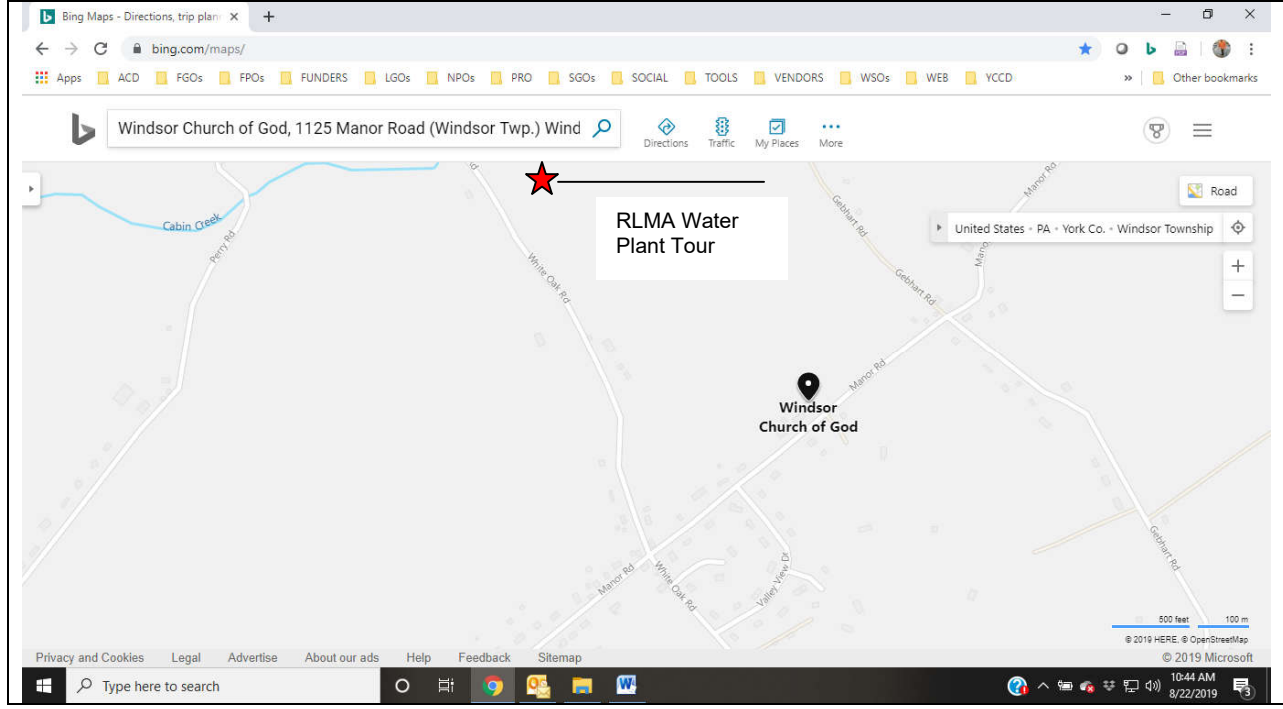 Bing Maps - Directions, trip plan
bing.com/maps/
Apps ACD FGOs FPOs FUNDERS LGOs NPOs PRO SGOs SOCIAL TOOLS VENDORS WSOs WEB YCCD » Other bookmarks
Windsor Church of God, 1125 Manor Road (Windsor Twp.) Wind
Directions Traffic My Places More
Road
Manor Rd
Cabin Creek
Perry Rd
White Oak Rd
RLMA Water
Plant Tour
Gebhart Rd
United States • PA • York Co. • Windsor Township
Gebhart Rd
Manor Rd
Windsor
Church of God
Gebhart Rd
Manor Rd
White Oak Rd
Valley View Dr
500 feet 100 m
© 2019 HERE, © OpenStreetMap
Privacy and Cookies Legal Advertise About our ads Help Feedback Sitemap © 2019 Microsoft
Type here to search
10:44 AM
8/22/2019
3